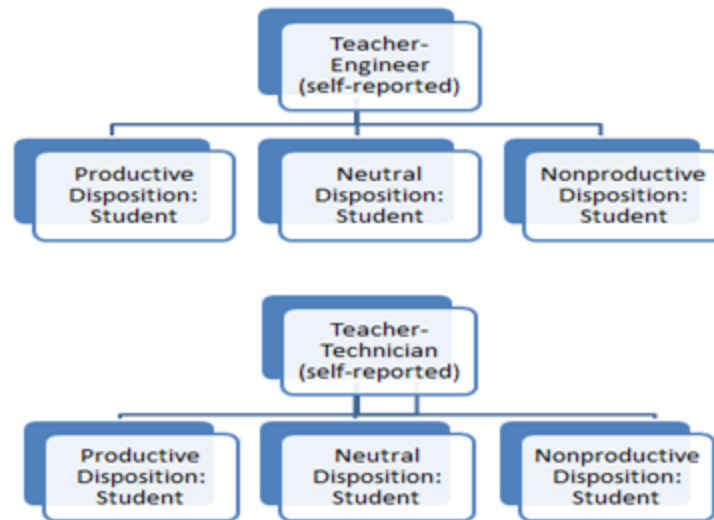 Teacher-
Engineer
(self-reported)
Productive
Disposition:
Student
Neutral
Disposition:
Student
Nonproductive
Disposition:
Student
Teacher-
Technician
(self-reported)
Productive
Disposition:
Student
Neutral
Disposition:
Student
Nonproductive
Disposition:
Student